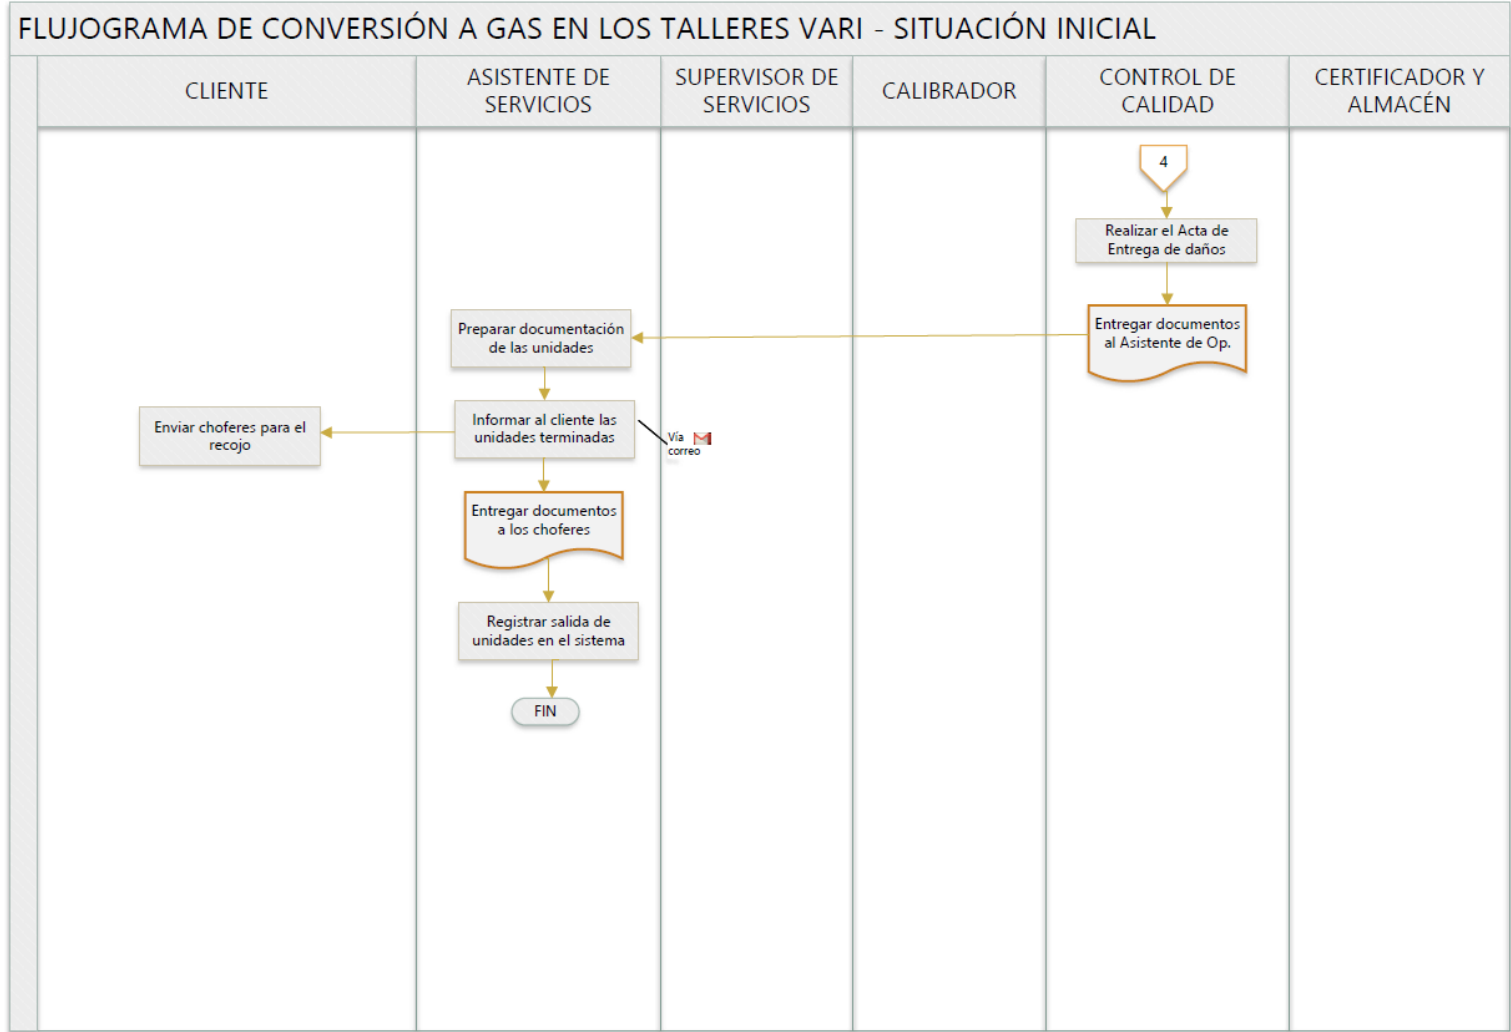 FLUJOGRAMA DE CONVERSIÓN A GAS EN LOS TALLERES VARI - SITUACIÓN INICIAL
CLIENTE
ASISTENTE DE
SERVICIOS
SUPERVISOR DE
SERVICIOS
CALIBRADOR
CONTROL DE
CALIDAD
CERTIFICADOR Y
ALMACÉN
4
Realizar el Acta de
Entrega de daños
Entregar documentos
al Asistente de Op.
Preparar documentación
de las unidades
Informar al cliente las
unidades terminadas
Vía
correo
Enviar choferes para el
recojo
Entregar documentos
a los choferes
Registrar salida de
unidades en el sistema
FIN